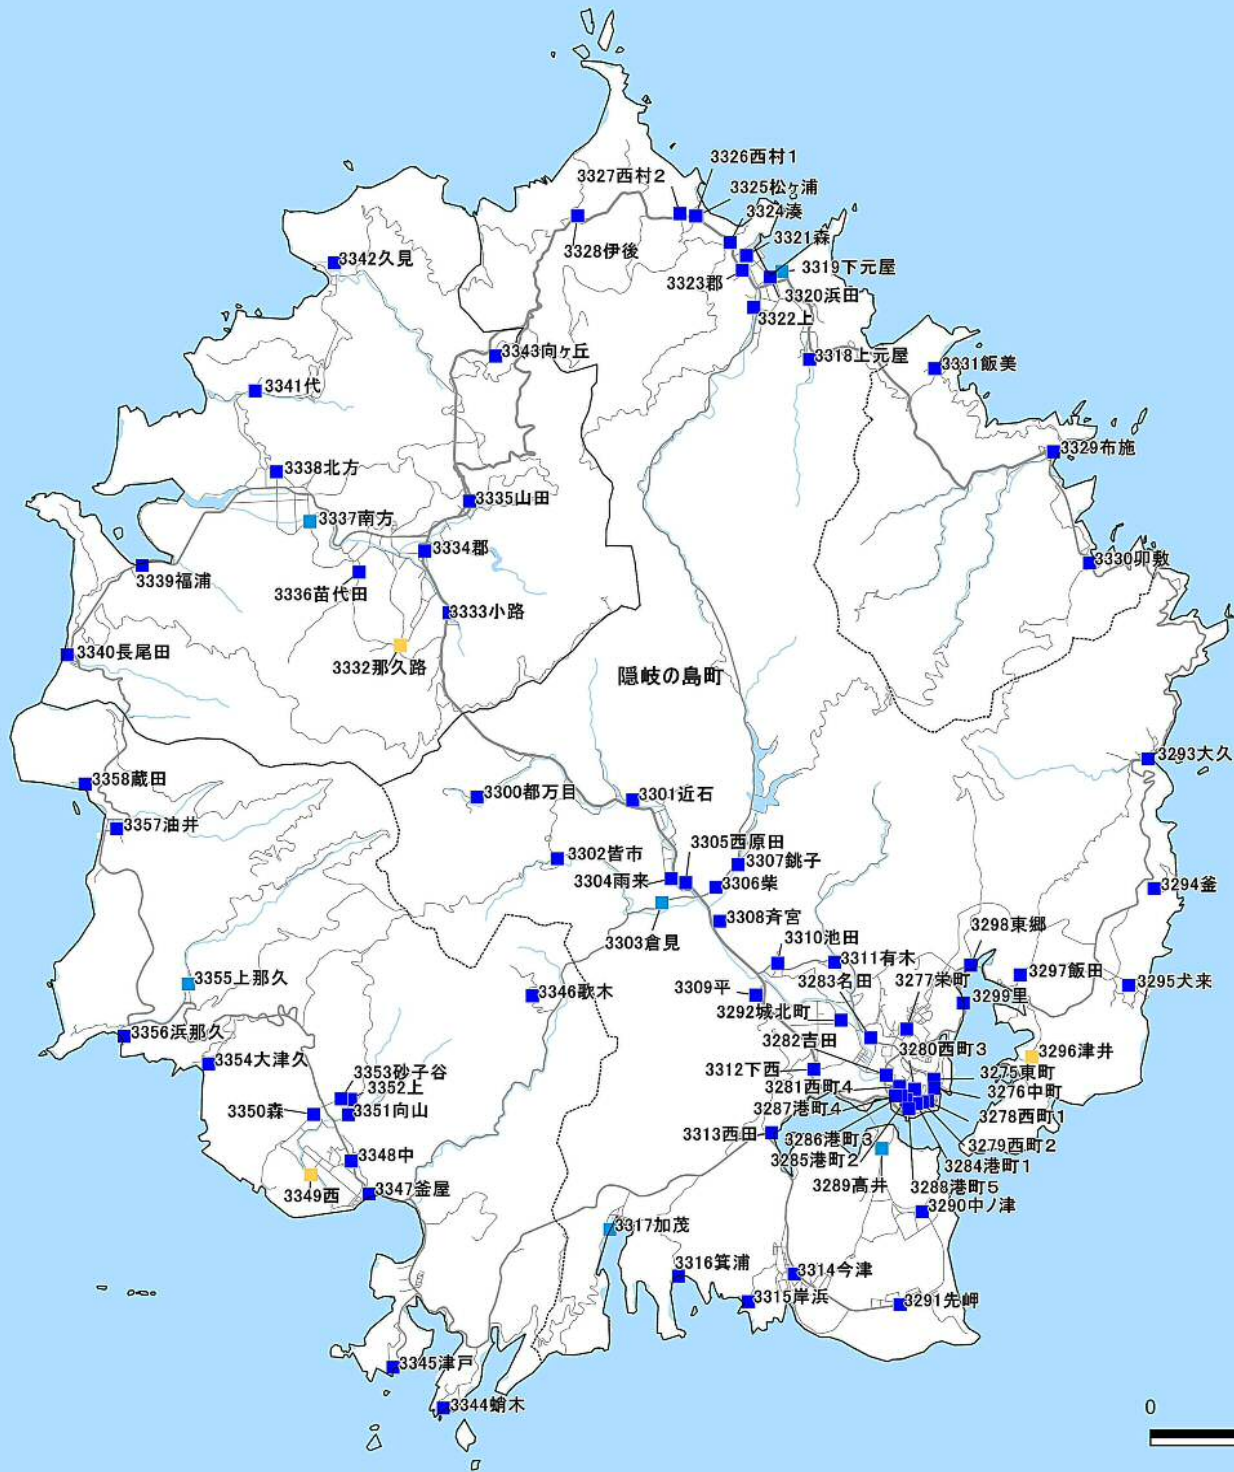 3326西村1
3327西村2
3325松ヶ浦
3324湊
3321森
3328伊後
3319下元屋
3342久見
3323郡
3320浜田
3322上
3343向ヶ丘
3318上元屋
3331飯美
3341代
3329布施
3338北方
3335山田
3337南方
3334郡
3330卯敷
3339福浦
3336苗代田
3333小路
3340長尾田
3332那久路
隠岐の島町
3293大久
3358蔵田
3300都万目
3301近石
3357油井
3305西原田
3302皆市
3307銚子
3304雨来
3306柴
3294釜
3308斉宮
3298東郷
3303倉見
3310池田
3311有木
3297飯田
3283名田
3277栄町
3355上那久
3295犬来
3346歌木
3309平
3299里
3292城北町
3356浜那久
3282吉田
3280西町3
3296津井
3354大津久
3353砂子谷
3312下西
3275東町
3352上
3281西町4
3276中町
3350森
3351向山
3287港町4
3278西町1
3313西田
3286港町3
3279西町2
3348中
3285港町2
3284港町1
3289高井
3288港町5
3349西
3347釜屋
3290中ノ津
3317加茂
3316箕浦
3314今津
3315岸浜
3291先岬
3345津戸
3344蛸木
0